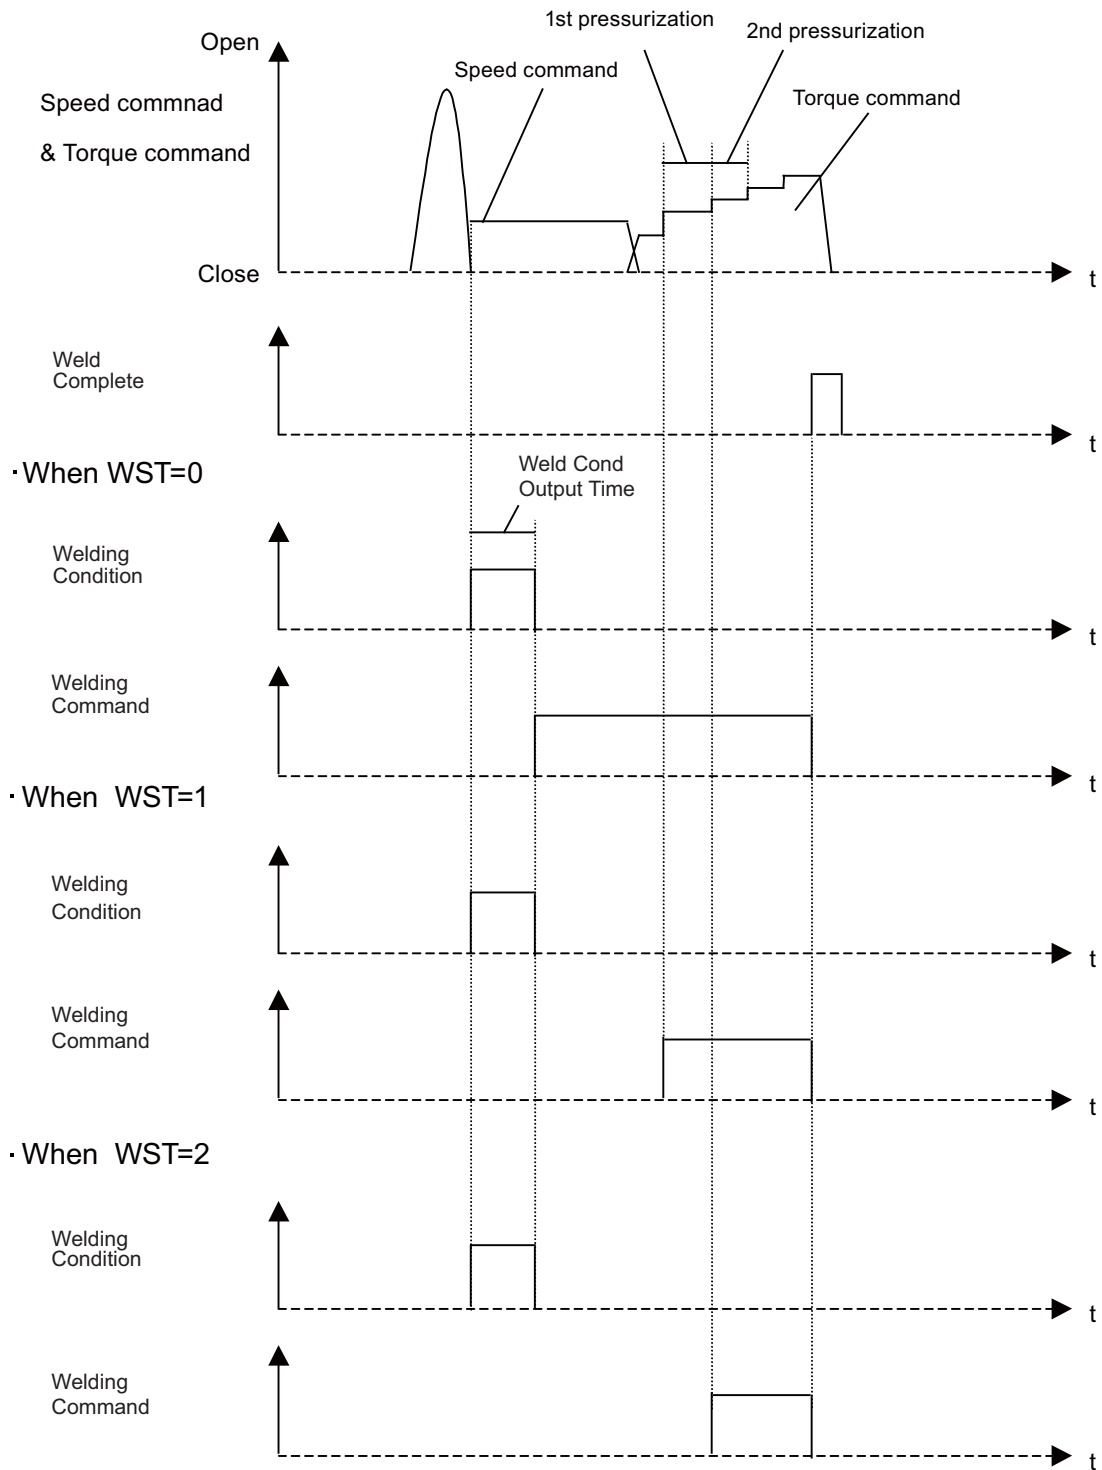 1st pressurization
2nd pressurization
Open
Speed command
Speed commnad
Torque command
& Torque command
Close
t
Weld
Complete
t
·When WST=0
Weld Cond
Output Time
Welding
Condition
t
Welding
Command
t
·When WST=1
Welding
Condition
t
Welding
Command
t
·When WST=2
Welding
Condition
t
Welding
Command
t